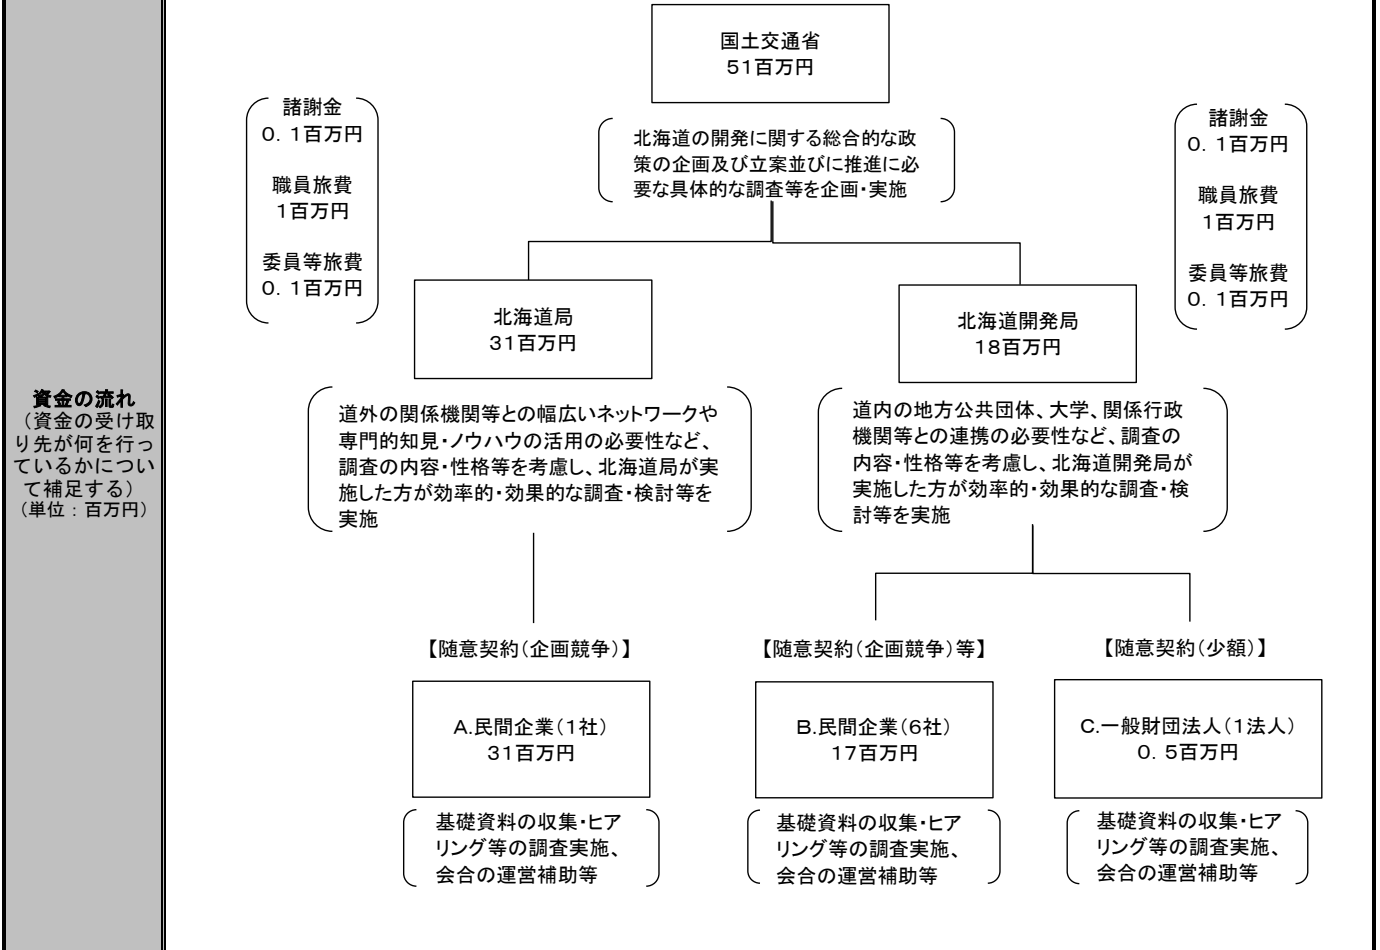 資金の流れ
（資金の受け取
り先が何を行っ
ているかについ
て補足する）
（単位：百万円）
国土交通省
51百万円
諸謝金
0．1百万円
職員旅費
1百万円
委員等旅費
0．1百万円
北海道の開発に関する総合的な政
策の企画及び立案並びに推進に必
要な具体的な調査等を企画・実施
諸謝金
0．1百万円
職員旅費
1百万円
委員等旅費
0．1百万円
北海道局
31百万円
北海道開発局
18百万円
道外の関係機関等との幅広いネットワークや
専門的知見・ノウハウの活用の必要性など、
調査の内容・性格等を考慮し、北海道局が実
施した方が効率的・効果的な調査・検討等を
実施
道内の地方公共団体、大学、関係行政
機関等との連携の必要性など、調査の
内容・性格等を考慮し、北海道開発局が
実施した方が効率的・効果的な調査・検
討等を実施
【随意契約（企画競争）】
【随意契約（企画競争）等】
【随意契約（少額）】
A.民間企業（1社）
31百万円
B.民間企業（6社）
17百万円
C.一般財団法人（1法人）
0．5百万円
基礎資料の収集・ヒア
リング等の調査実施、
会合の運営補助等
基礎資料の収集・ヒア
リング等の調査実施、
会合の運営補助等
基礎資料の収集・ヒア
リング等の調査実施、
会合の運営補助等